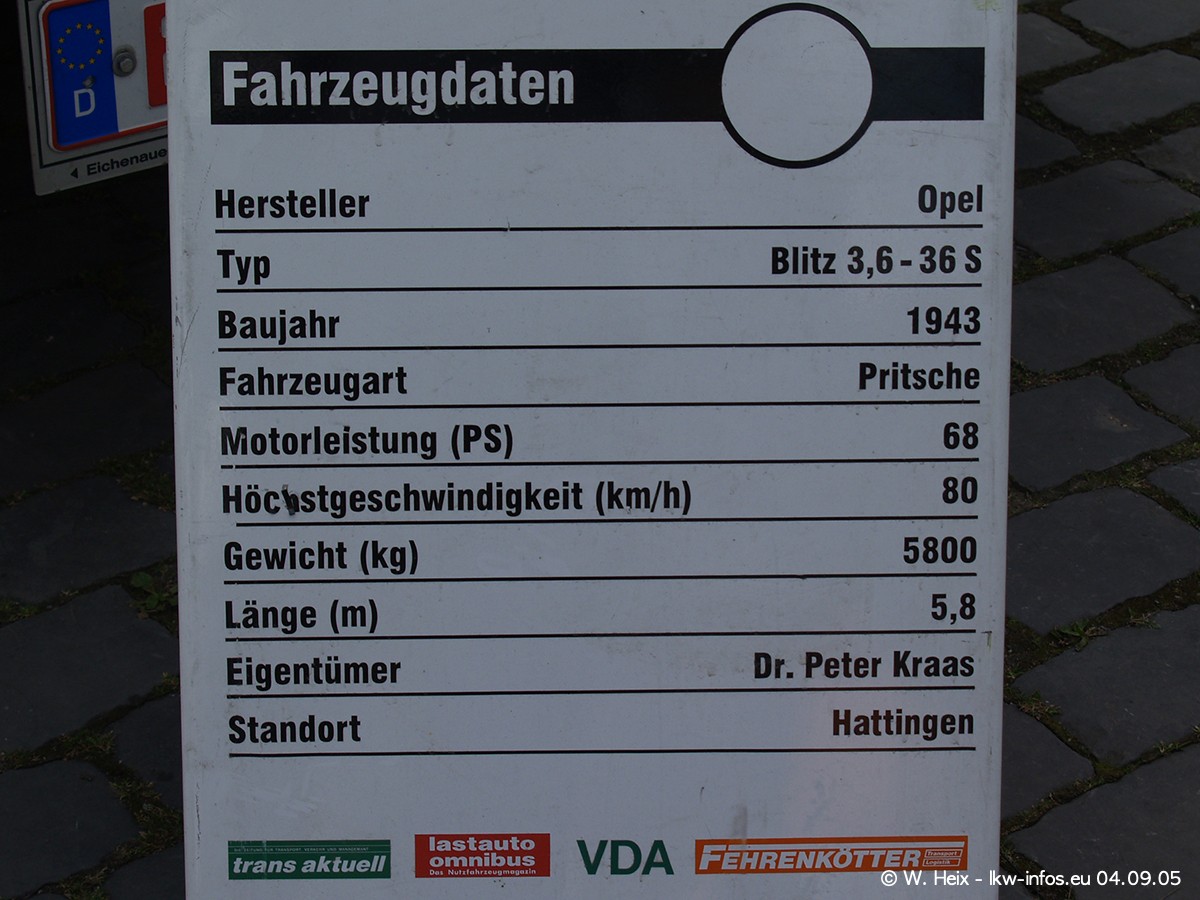 D
Eichenaue
Fahrzeugdaten
Hersteller Opel
Typ Blitz 3,6 - 36 S
Baujahr 1943
Fahrzeugart Pritsche
Motorleistung (PS) 68
Höchstgeschwindigkeit (km/h) 80
Gewicht (kg) 5800
Länge (m) 5,8
Eigentümer Dr. Peter Kraas
Standort Hattingen
trans aktuell
lastauto
omnibus
Das Nutzfahrzeugmagazin
VDA
FEHRENKÖTTER
Transport
Logistik
© W. Heix - lkw-infos.eu 04.09.05